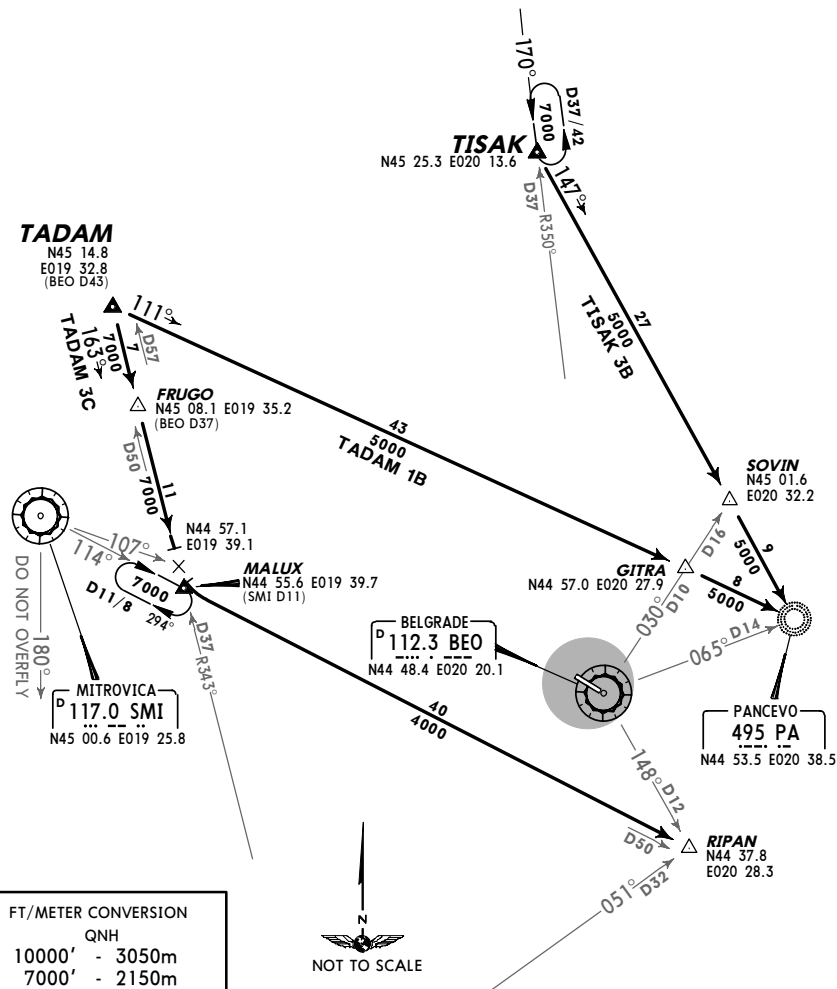 170°
D37/42
7000
TISAK
N45 25.3 E020 13.6
147°
D37
R350°
TADAM
N45 14.8
E019 32.8
(BEO D43)
111°
D57
7
7000
163°
TADAM 3C
FRUGO
N45 08.1 E019 35.2
(BEO D37)
27
5000
TISAK 3B
43
5000
TADAM 1B
D50
7000
11
SOVIN
N45 01.6
E020 32.2
D16
9
5000
N44 57.1
E019 39.1
107°
114°
MALUX
N44 55.6 E019 39.7
(SMI D11)
7000
D11/8
294°
GITRA
N44 57.0 E020 27.9
8
5000
030°
D10
065°
D14
DO NOT OVERFLY
180°
D37
R343°
BELGRADE
D 112.3 BEO
N44 48.4 E020 20.1
MITROVICA
D 117.0 SMI
N45 00.6 E019 25.8
PANCEVO
495 PA
N44 53.5 E020 38.5
40
4000
148°
D12
D50
RIPAN
N44 37.8
E020 28.3
051°
D32
N
NOT TO SCALE
FT/METER CONVERSION
QNH
10000' - 3050m
7000' - 2150m